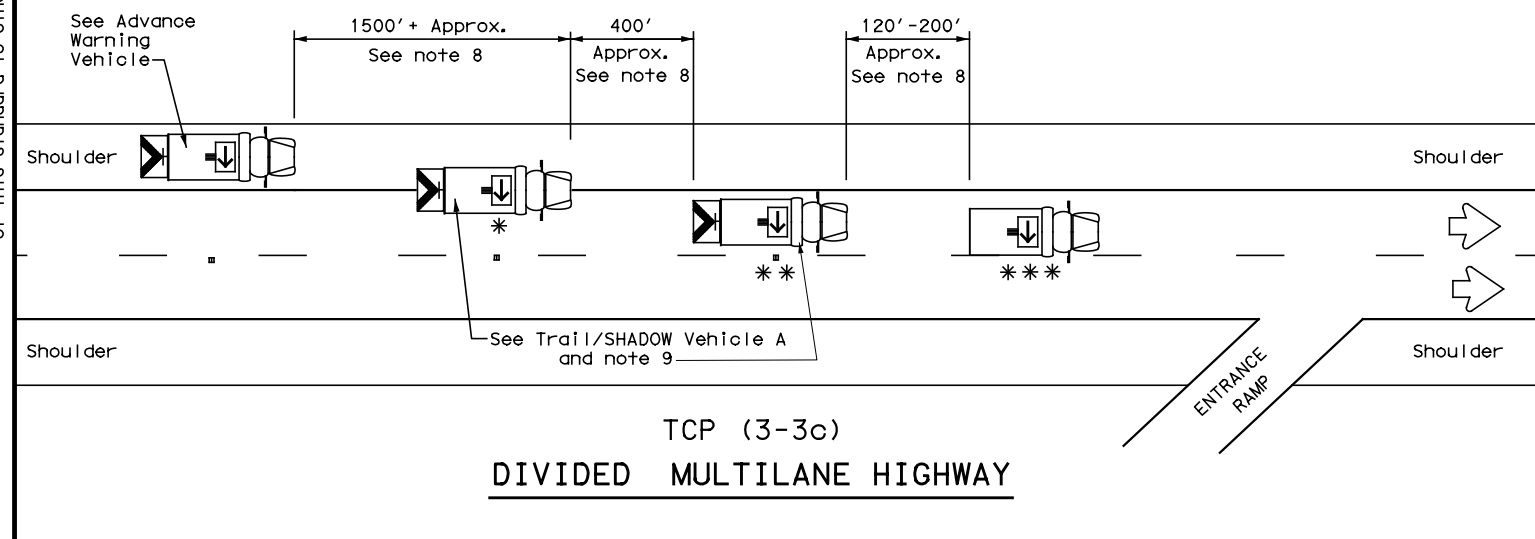 See Advance
Warning
Vehicle
1500'+ Approx.
See note 8
400'
Approx.
See note 8
120'-200'
Approx.
See note 8
Shoulder
Shoulder
*
**
***
See Trail/SHADOW Vehicle A
and note 9
Shoulder
Shoulder
ENTRANCE
RAMP
TCP (3-3c)
DIVIDED MULTILANE HIGHWAY